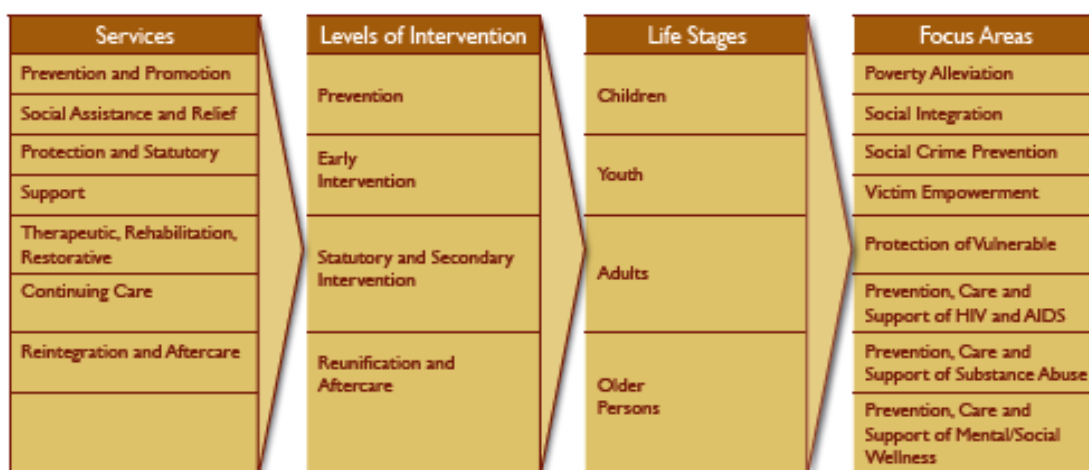 Services
Prevention and Promotion
Social Assistance and Relief
Protection and Statutory
Support
Therapeutic, Rehabilitation,
Restorative
Continuing Care
Reintegration and Aftercare
Levels of Intervention
Prevention
Early
Intervention
Statutory and Secondary
Intervention
Reunification and
Aftercare
Life Stages
Children
Youth
Adults
Older
Persons
Focus Areas
Poverty Alleviation
Social Integration
Social Crime Prevention
Victim Empowerment
Protection of Vulnerable
Prevention, Care and
Support of HIV and AIDS
Prevention, Care and
Support of Substance Abuse
Prevention, Care and
Support of Mental/Social
Wellness